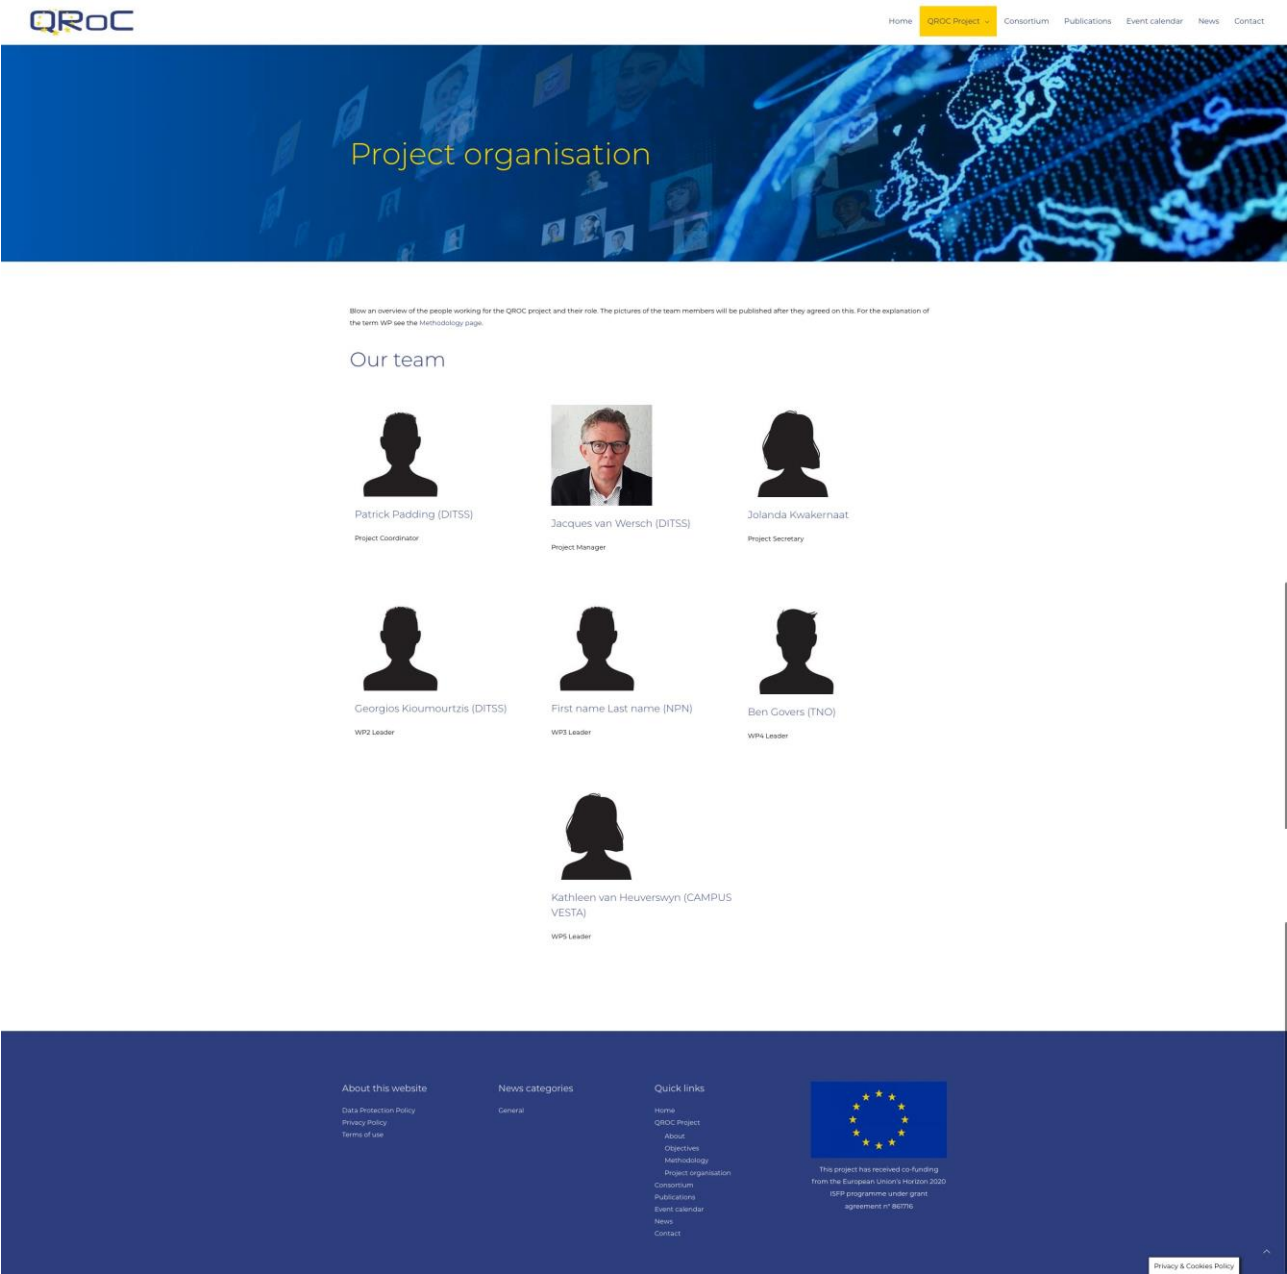 QRoC
Home QROC Project Consortium Publications Event calendar News Contact
Project organisation
Blow an overview of the people working for the QROC project and their role. The pictures of the team members will be published after they agreed on this. For the explanation of
the term WP see the Methodology page.
Our team
Patrick Padding (DITSS)
Project Coordinator
Jacques van Wersch (DITSS)
Project Manager
Jolanda Kwakernaat
Project Secretary
Georgios Kioumourtzis (DITSS)
WP2 Leader
First name Last name (NPN)
WP3 Leader
Ben Govers (TNO)
WP4 Leader
Kathleen van Heuverswyn (CAMPUS
VESTA)
WP5 Leader
About this website
Data Protection Policy
Privacy Policy
Terms of use
News categories
General
Quick links
Home
QROC Project
About
Objectives
Methodology
Project organisation
Consortium
Publications
Event calendar
News
Contact
This project has received co-funding
from the European Union's Horizon 2020
ISFP programme under grant
agreement n° 861716
Privacy & Cookies Policy